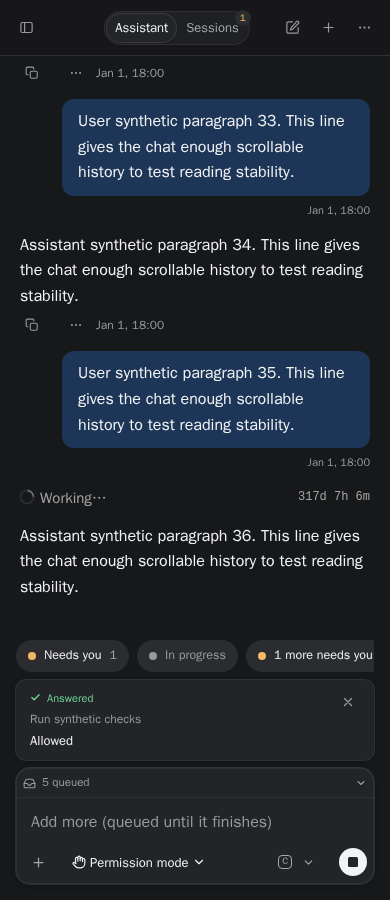 Assistant
Sessions
1
Jan 1, 18:00
User synthetic paragraph 33. This line
gives the chat enough scrollable
history to test reading stability.
Jan 1, 18:00
Assistant synthetic paragraph 34. This line gives
the chat enough scrollable history to test reading
stability.
Jan 1, 18:00
User synthetic paragraph 35. This line
gives the chat enough scrollable
history to test reading stability.
Jan 1, 18:00
Working···
317d 7h 6m
Assistant synthetic paragraph 36. This line gives
the chat enough scrollable history to test reading
stability.
Needs you 1
In progress
1 more needs you
Answered
Run synthetic checks
Allowed
5 queued
Add more (queued until it finishes)
Permission mode
C